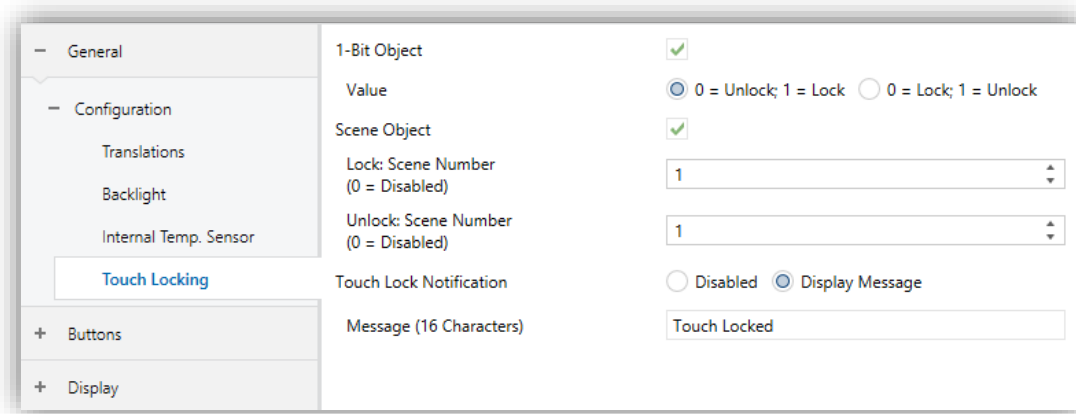 General
Configuration
Translations
Backlight
Internal Temp. Sensor
Touch Locking
Buttons
Display
1-Bit Object
Value
0 = Unlock; 1 = Lock
0 = Lock; 1 = Unlock
Scene Object
Lock: Scene Number
(0 = Disabled)
1
Unlock: Scene Number
(0 = Disabled)
1
Touch Lock Notification
Disabled
Display Message
Message (16 Characters)
Touch Locked